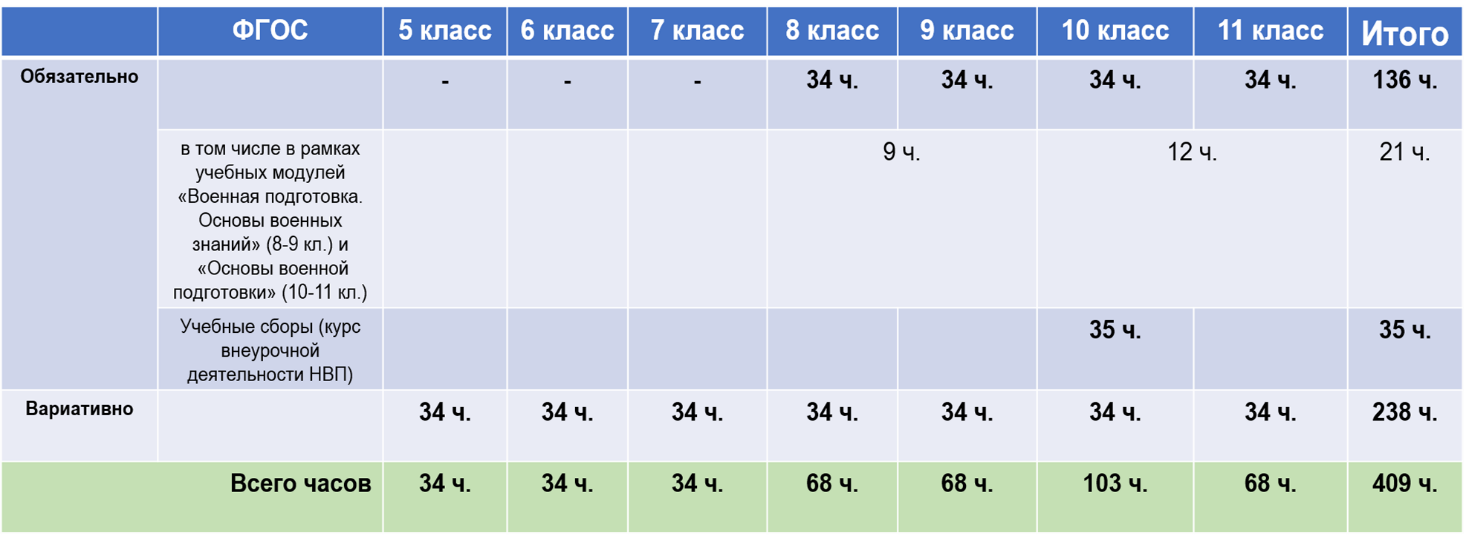 ФГОС 5 класс 6 класс 7 класс 8 класс 9 класс 10 класс 11 класс Итого
Обязательно - - - 34 ч. 34 ч. 34 ч. 34 ч. 136 ч.
в том числе в рамках 9 ч. 12 ч. 21 ч.
учебных модулей
«Военная подготовка.
Основы военных
знаний» (8-9 кл.) и
«Основы военной
подготовки» (10-11 кл.)
Учебные сборы (курс 35 ч. 35 ч.
внеурочной
деятельности НВП)
Вариативно 34 ч. 34 ч. 34 ч. 34 ч. 34 ч. 34 ч. 34 ч. 238 ч.
Всего часов 34 ч. 34 ч. 34 ч. 68 ч. 68 ч. 103 ч. 68 ч. 409 ч.